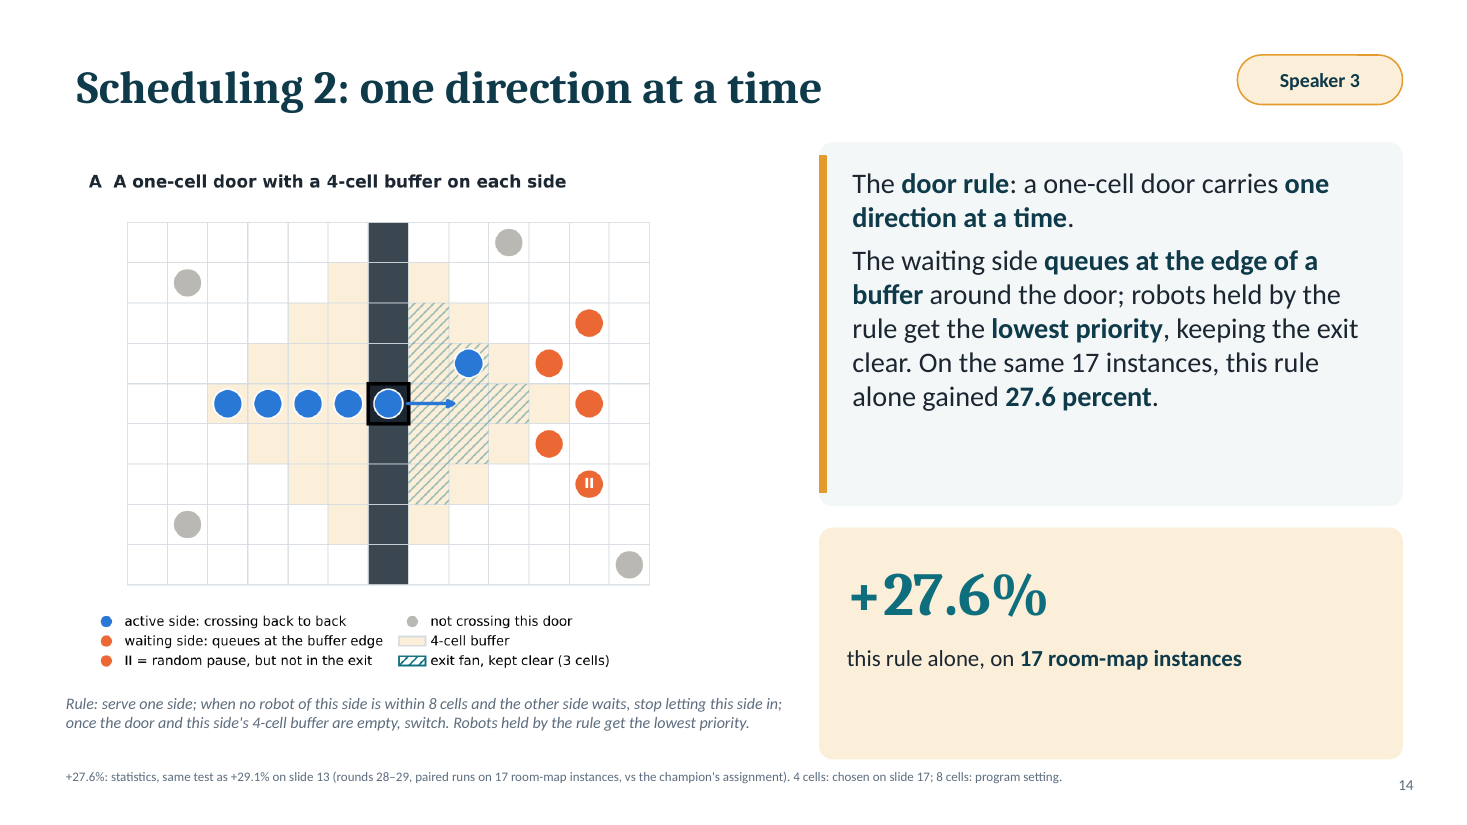 Scheduling 2: one direction at a time
Speaker 3
A A one-cell door with a 4-cell buffer on each side
II
active side: crossing back to back
waiting side: queues at the buffer edge
II = random pause, but not in the exit
not crossing this door
4-cell buffer
exit fan, kept clear (3 cells)
Rule: serve one side; when no robot of this side is within 8 cells and the other side waits, stop letting this side in;
once the door and this side's 4-cell buffer are empty, switch. Robots held by the rule get the lowest priority.
The door rule: a one-cell door carries one
direction at a time.
The waiting side queues at the edge of a
buffer around the door; robots held by the
rule get the lowest priority, keeping the exit
clear. On the same 17 instances, this rule
alone gained 27.6 percent.
+27.6%
this rule alone, on 17 room-map instances
+27.6%: statistics, same test as +29.1% on slide 13 (rounds 28–29, paired runs on 17 room-map instances, vs the champion's assignment). 4 cells: chosen on slide 17; 8 cells: program setting.
14